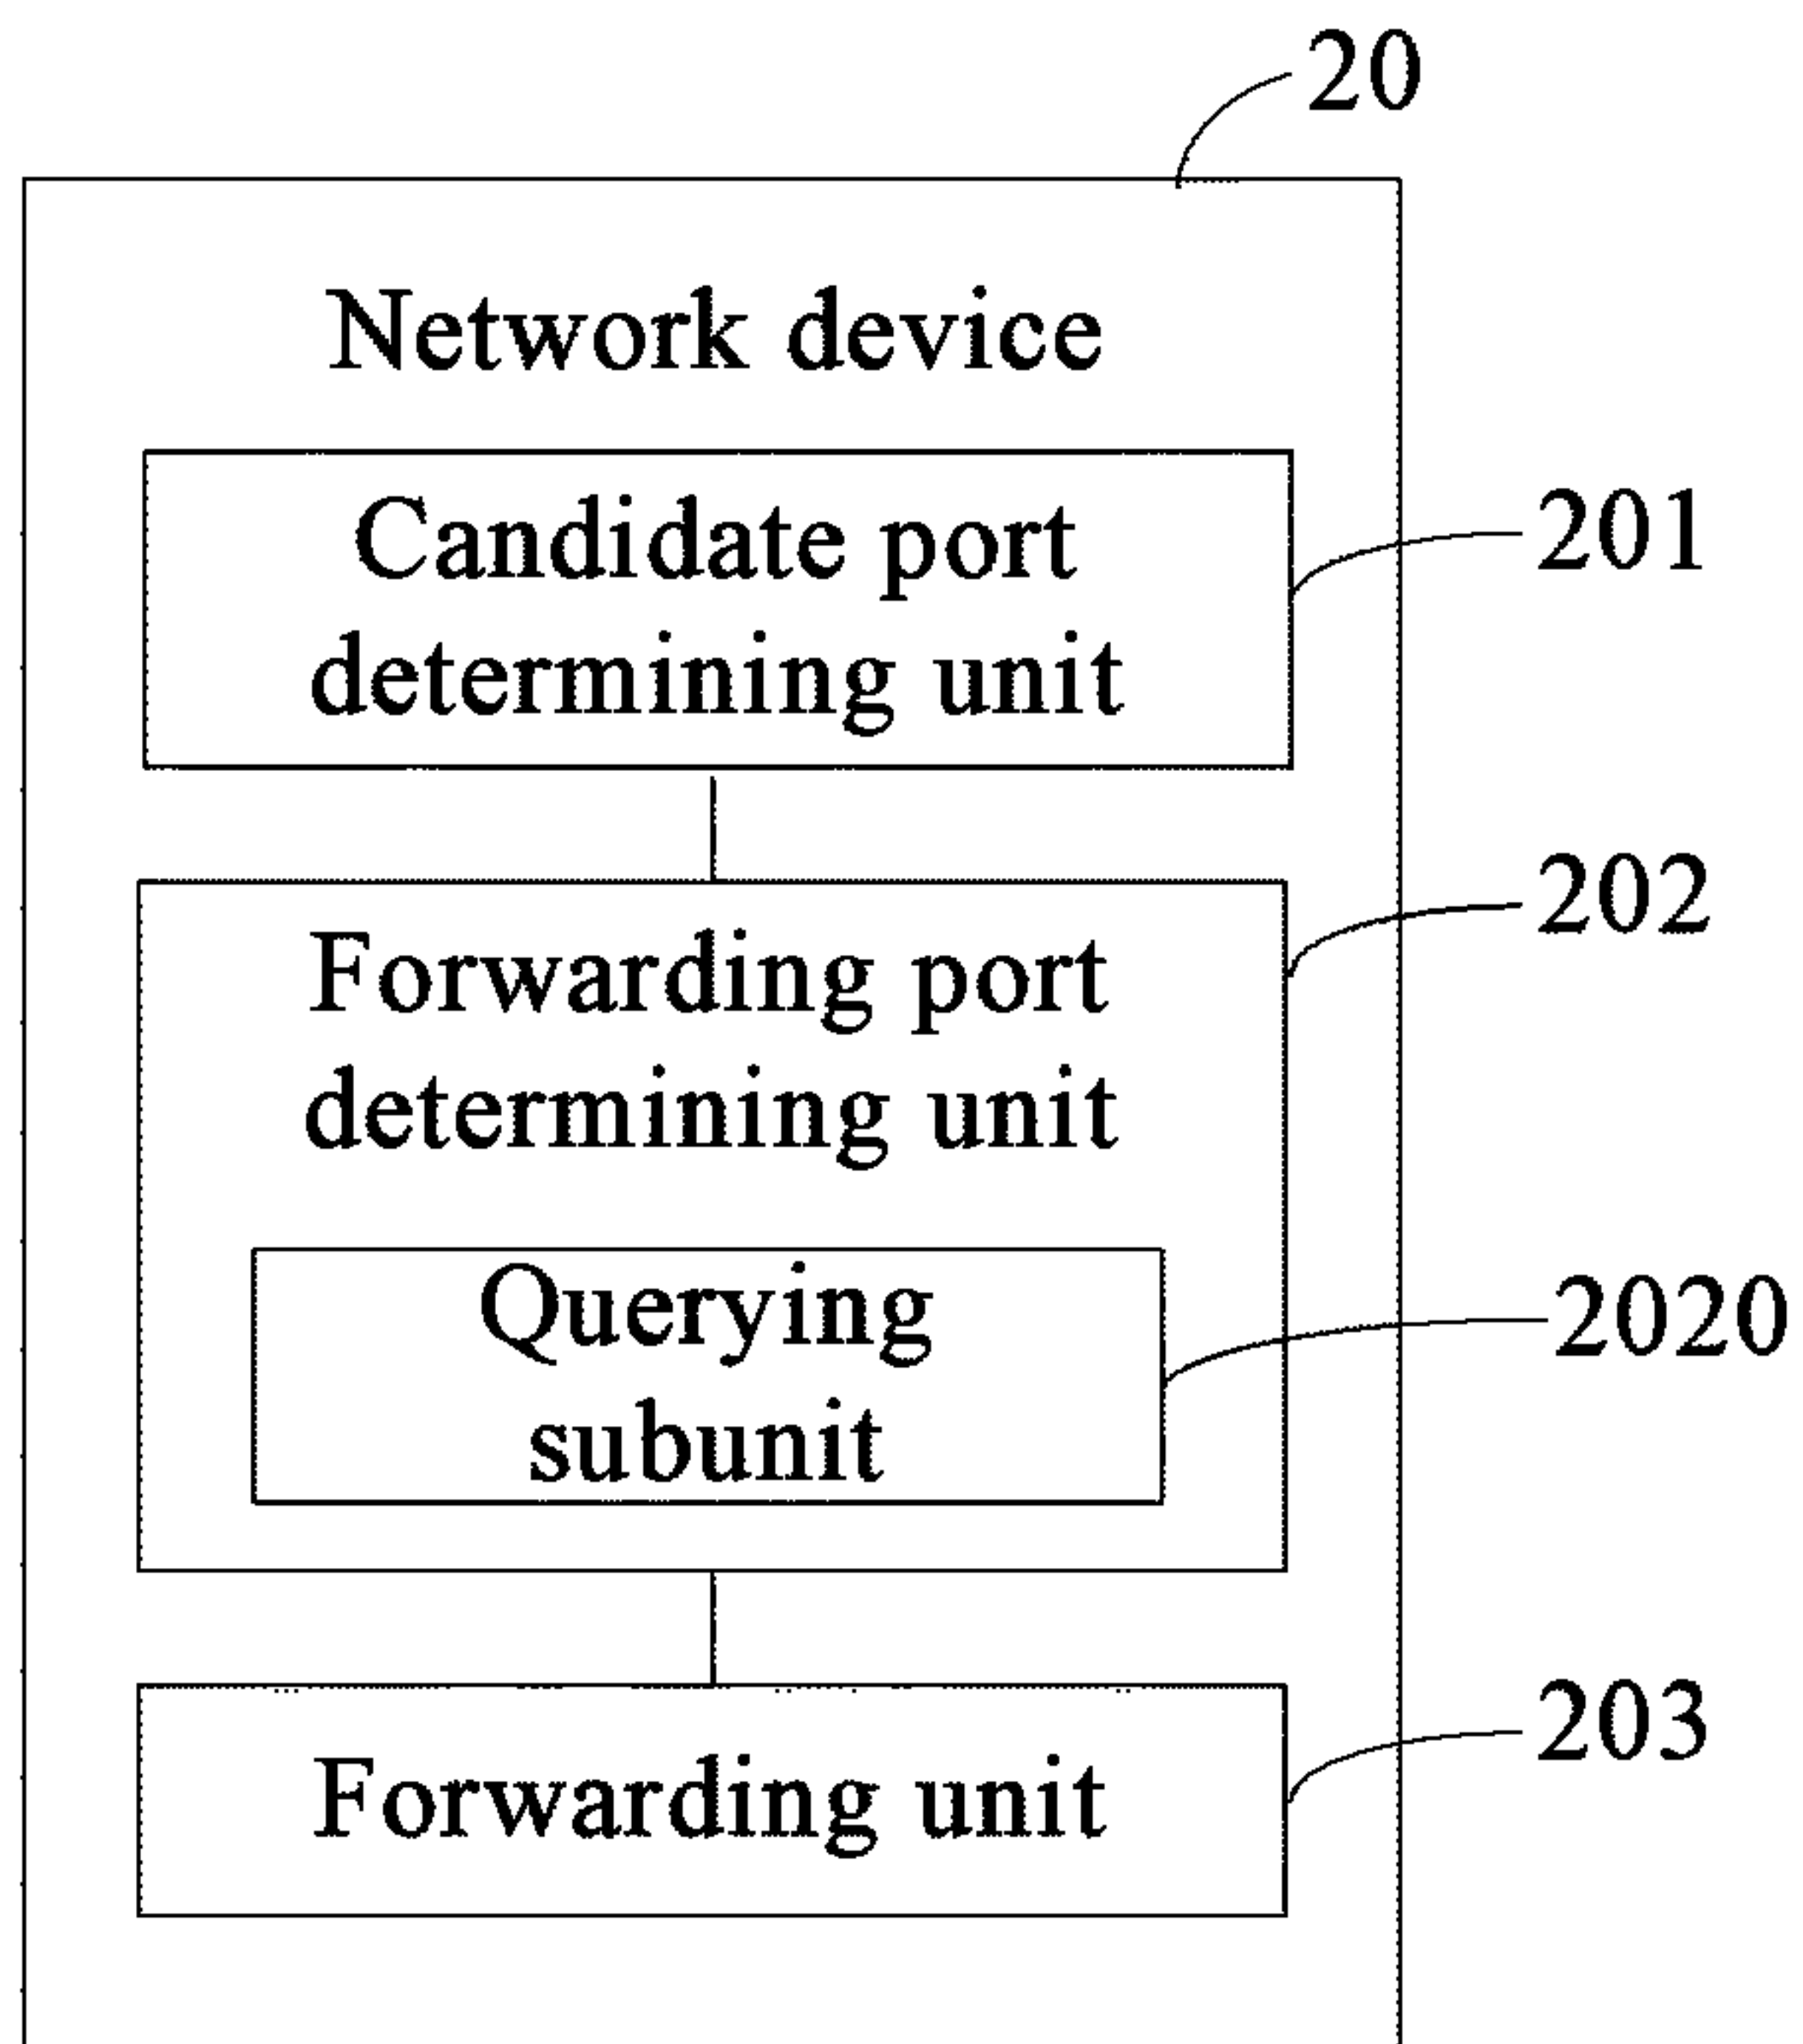 20
Network device
Candidate port
determining unit
201
Forwarding port
determining unit
202
Querying
subunit
2020
Forwarding unit
203